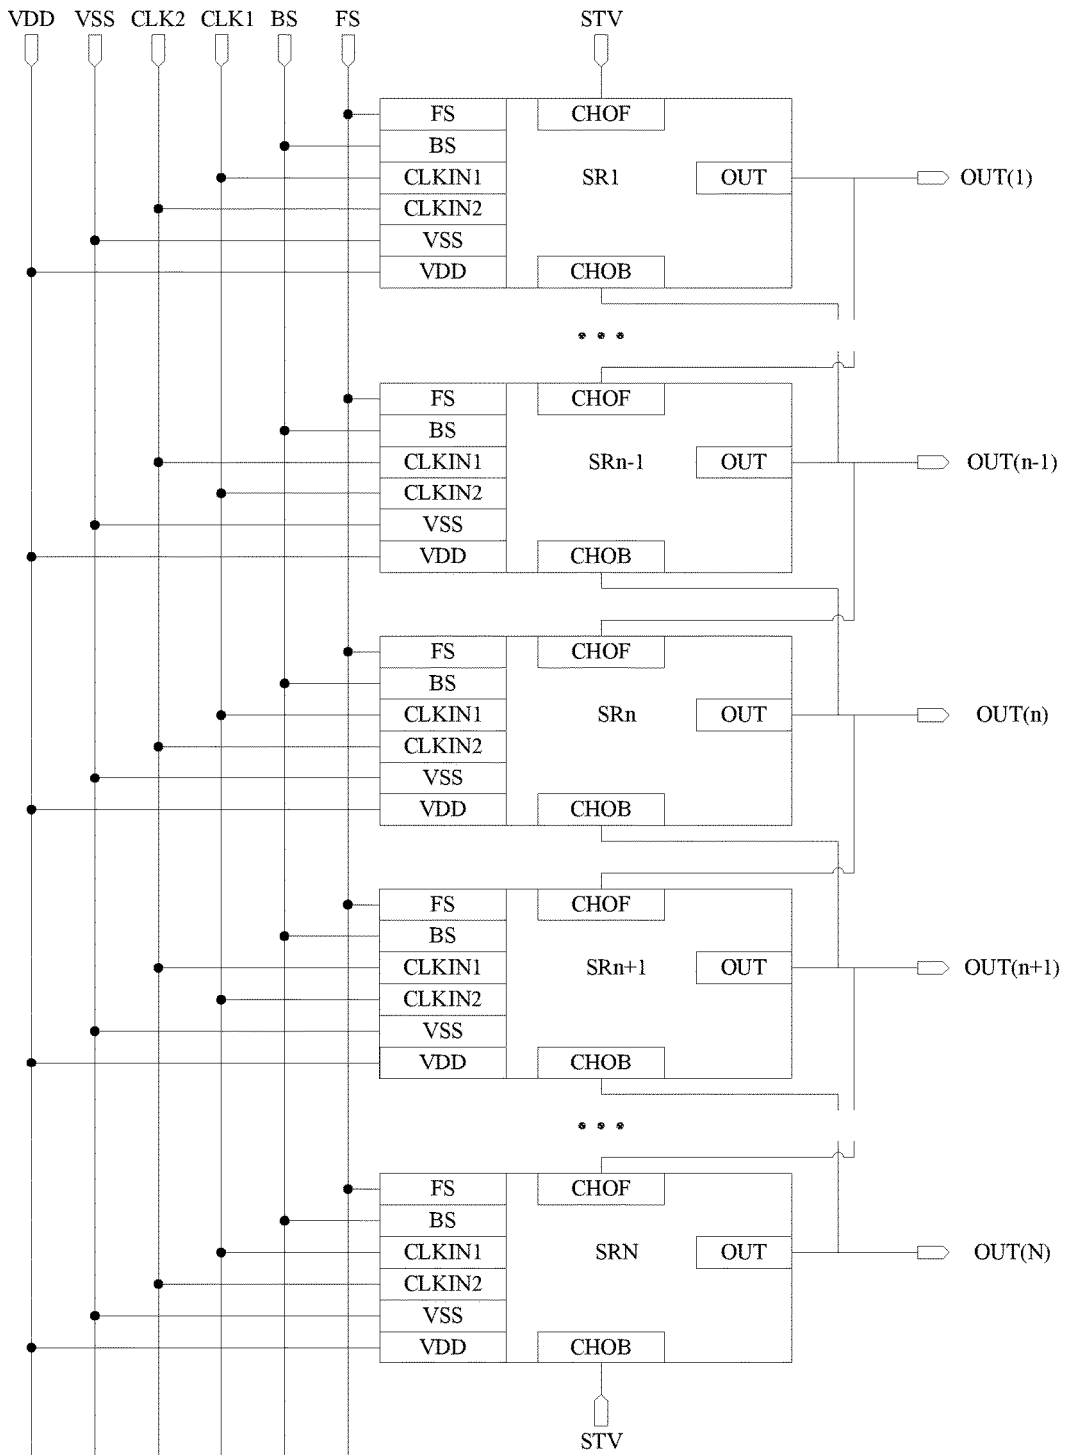 VDD VSS CLK2 CLK1 BS FS STV
FS CHOF
BS
CLKIN1 SR1 OUT OUT(1)
CLKIN2
VSS
VDD CHOB
FS CHOF
BS
CLKIN1 SRn-1 OUT OUT(n-1)
CLKIN2
VSS
VDD CHOB
FS CHOF
BS
CLKIN1 SRn OUT OUT(n)
CLKIN2
VSS
VDD CHOB
FS CHOF
BS
CLKIN1 SRn+1 OUT OUT(n+1)
CLKIN2
VSS
VDD CHOB
FS CHOF
BS
CLKIN1 SRN OUT OUT(N)
CLKIN2
VSS
VDD CHOB
STV